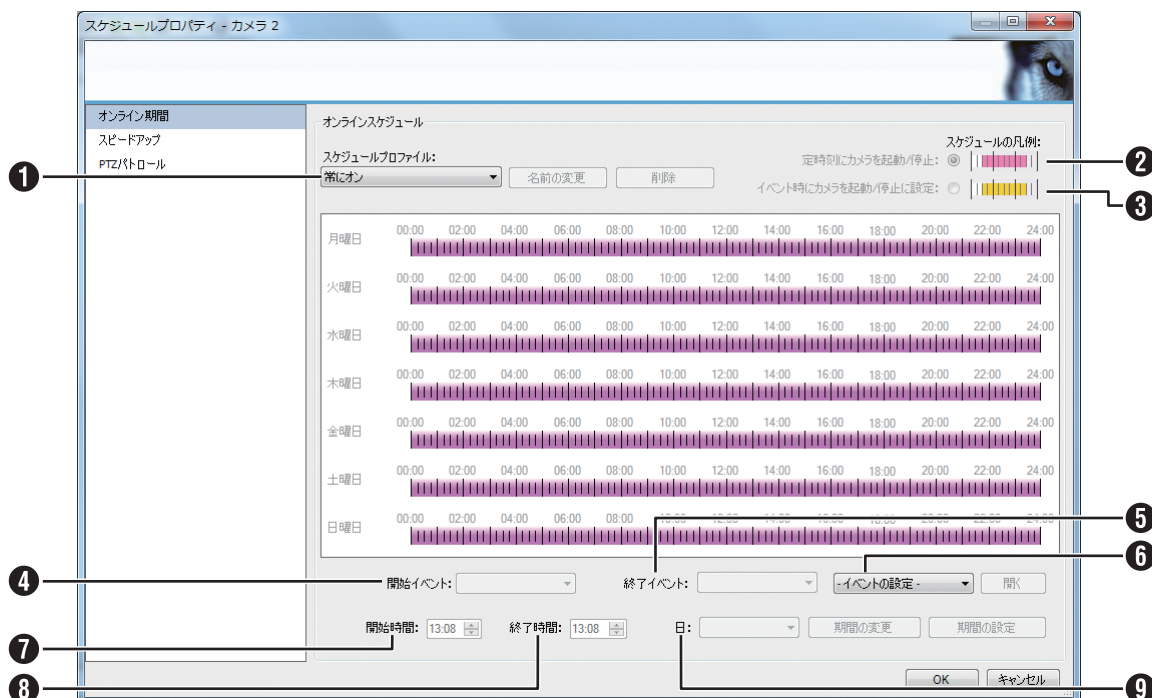 スケジュールプロパティ - カメラ 2
オンライン期間
スピードアップ
PTZパトロール
オンラインスケジュール
スケジュールプロファイル:
スケジュールの凡例:
❶
常にオン
名前の変更
削除
定時刻にカメラを起動/停止:
❷
イベント時にカメラを起動/停止に設定:
❸
月曜日 00:00 02:00 04:00 06:00 08:00 10:00 12:00 14:00 16:00 18:00 20:00 22:00 24:00
火曜日 00:00 02:00 04:00 06:00 08:00 10:00 12:00 14:00 16:00 18:00 20:00 22:00 24:00
水曜日 00:00 02:00 04:00 06:00 08:00 10:00 12:00 14:00 16:00 18:00 20:00 22:00 24:00
木曜日 00:00 02:00 04:00 06:00 08:00 10:00 12:00 14:00 16:00 18:00 20:00 22:00 24:00
金曜日 00:00 02:00 04:00 06:00 08:00 10:00 12:00 14:00 16:00 18:00 20:00 22:00 24:00
土曜日 00:00 02:00 04:00 06:00 08:00 10:00 12:00 14:00 16:00 18:00 20:00 22:00 24:00
日曜日 00:00 02:00 04:00 06:00 08:00
❺
❻
❹ 開始イベント: 終了イベント: -イベントの設定 - 開く
❼ 開始時間: 13:08 終了時間: 13:08 日: 期間の変更 期間の設定
❽
❾
OK キャンセル